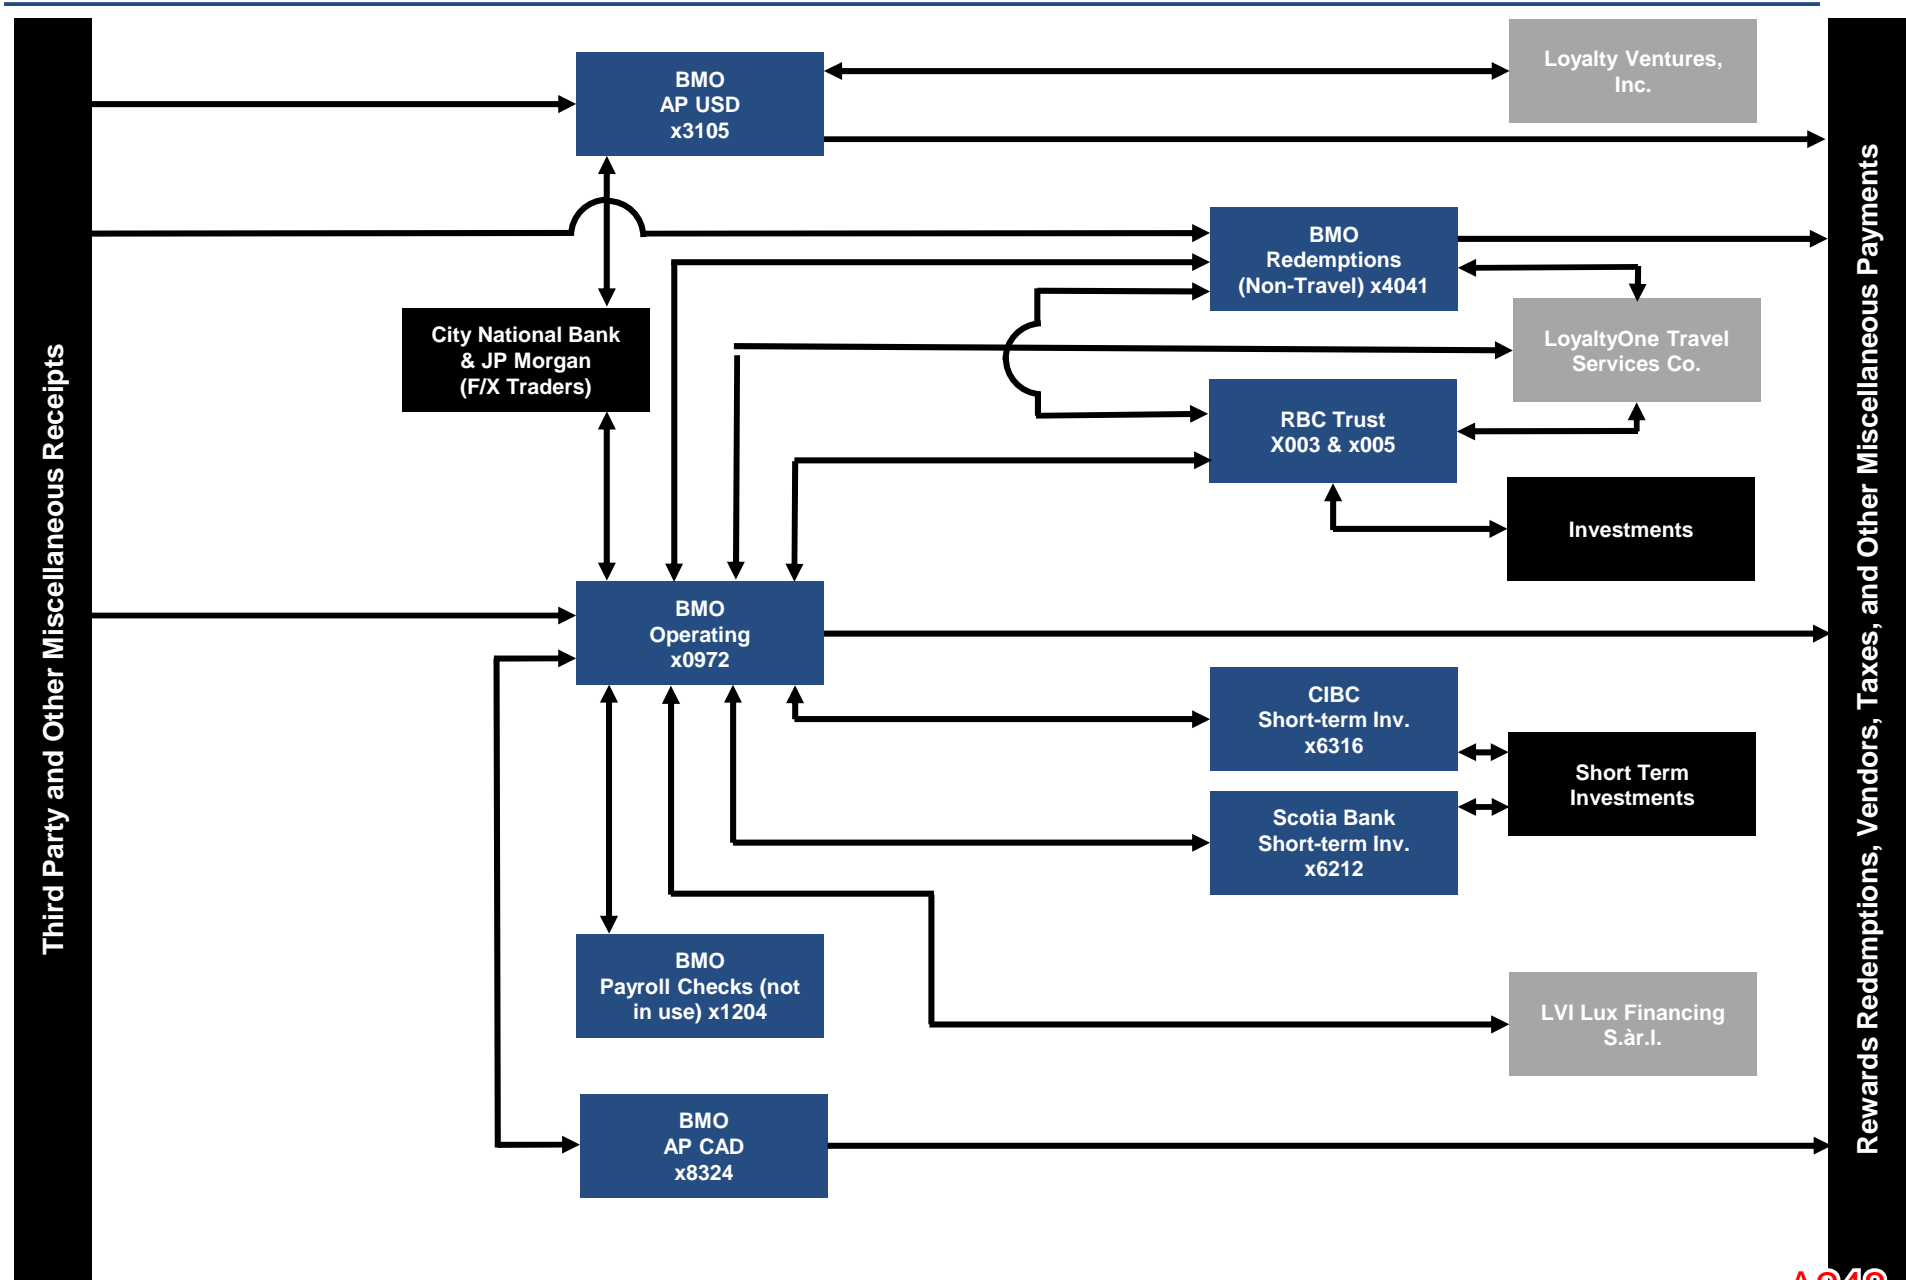 Third Party and Other Miscellaneous Receipts
BMO
AP USD
x3105
Loyalty Ventures,
Inc.
BMO
Redemptions
(Non-Travel) x4041
City National Bank
& JP Morgan
(F/X Traders)
LoyaltyOne Travel
Services Co.
RBC Trust
X003 & x005
Investments
BMO
Operating
x0972
CIBC
Short-term Inv.
x6316
Short Term
Investments
Scotia Bank
Short-term Inv.
x6212
BMO
Payroll Checks (not
in use) x1204
LVI Lux Financing
S.àr.l.
BMO
AP CAD
x8324
Rewards Redemptions, Vendors, Taxes, and Other Miscellaneous Payments